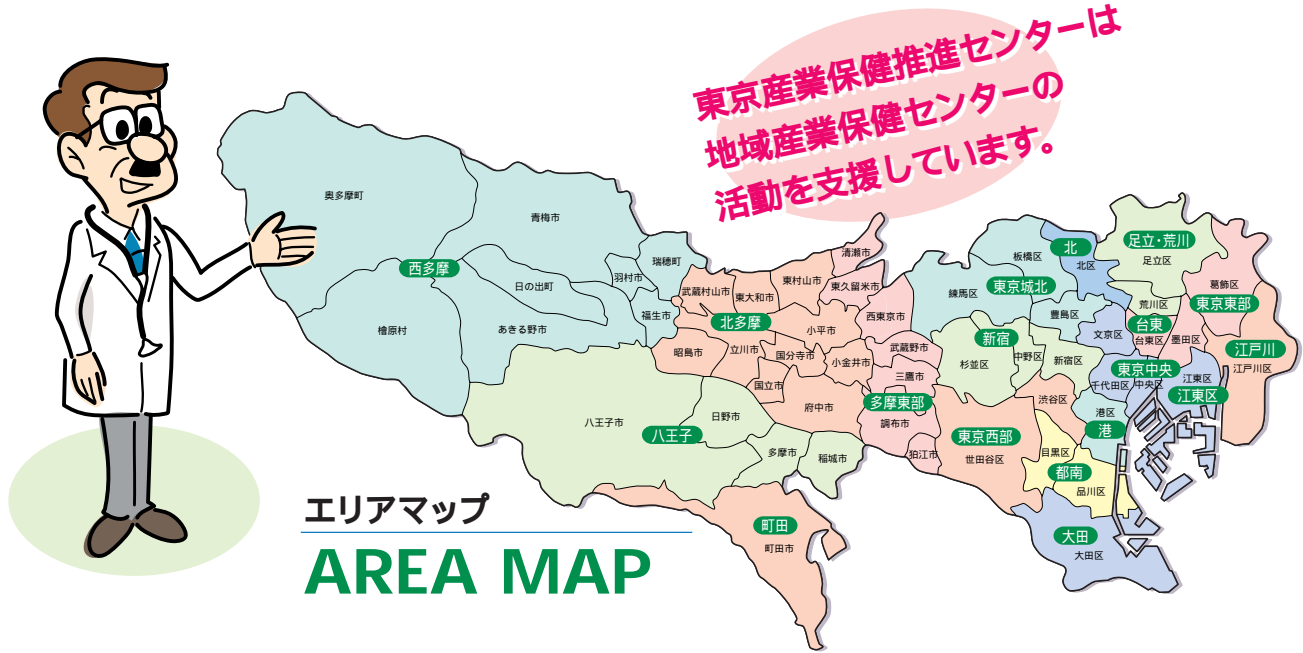 東京産業保健推進センターは
地域産業保健センターの
活動を支援しています。
奥多摩町
青梅市
西多摩
日の出町
羽村市
瑞穂町
檜原村
あきる野市
福生市
武蔵村山市
東大和市
東村山市
清瀬市
東久留米市
北多摩
小平市
西東京市
昭島市
立川市
国分寺市
小金井市
武蔵野市
国立市
三鷹市
府中市
多摩東部
調布市
狛江市
八王子市
八王子
日野市
多摩市
稲城市
町田
町田市
板橋区
北
北区
足立・荒川
足立区
練馬区
東京城北
葛飾区
東京東部
豊島区
荒川区
文京区
台東
台東区
墨田区
新宿
杉並区
中野区
新宿区
江戸川
江戸川区
東京中央
千代田区
中央区
江東区
江東区
渋谷区
港区
港
東京西部
世田谷区
目黒区
都南
品川区
大田
大田区
エリアマップ
AREA MAP